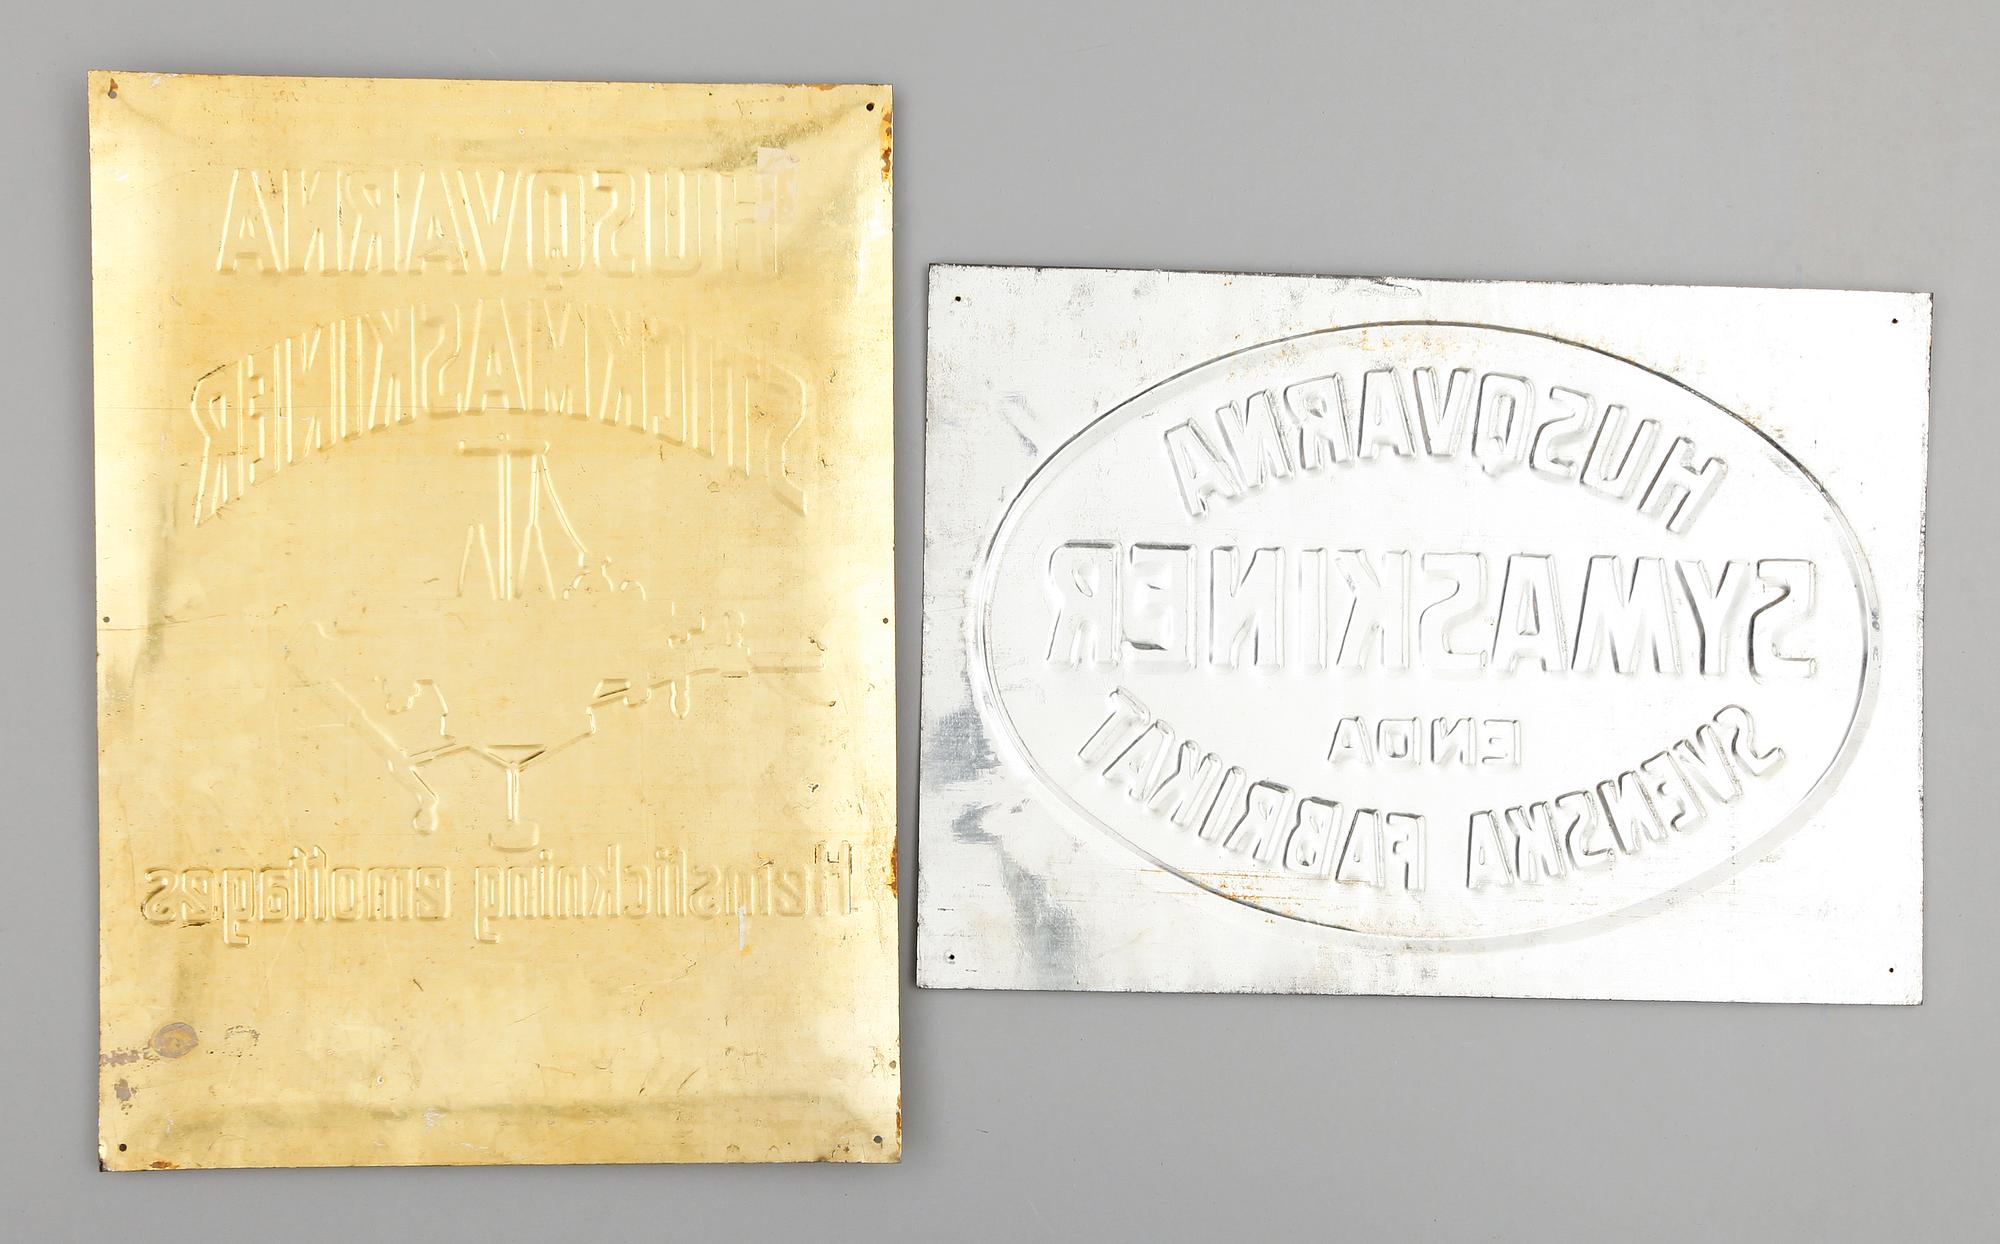 HUSQVARNA
STICKMASKINER
Hemstickning emottages
HUSQVARNA
SYMASKINER
ENDA
SVENSKA FABRIKAT